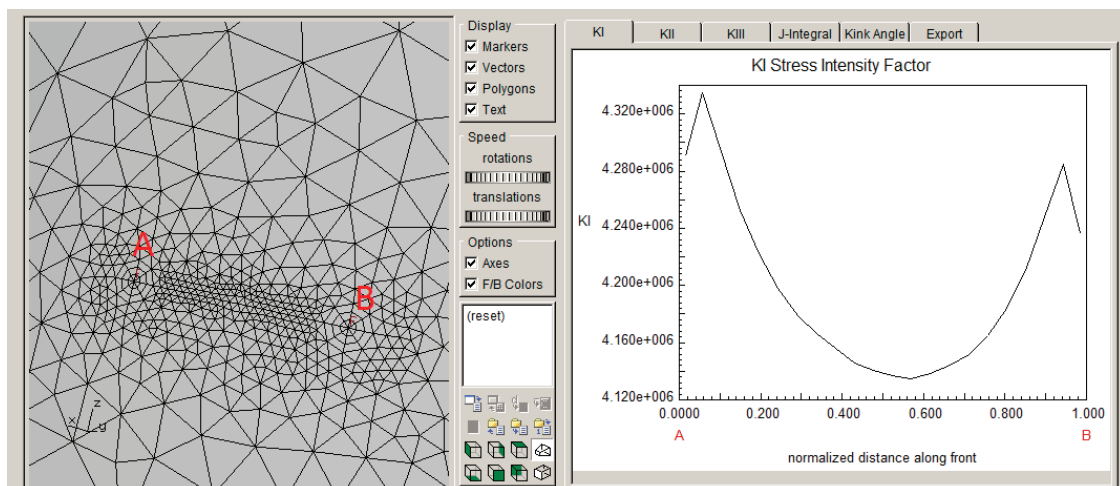 A
B
z
x
y
Display
Markers
Vectors
Polygons
Text
Speed
rotations
translations
Options
Axes
F/B Colors
(reset)
KI KII KIII J-Integral Kink Angle Export
KI Stress Intensity Factor
4.320e+006
4.280e+006
KI
4.240e+006
4.200e+006
4.160e+006
4.120e+006
0.0000 0.200 0.400 0.600 0.800 1.000
A B
normalized distance along front